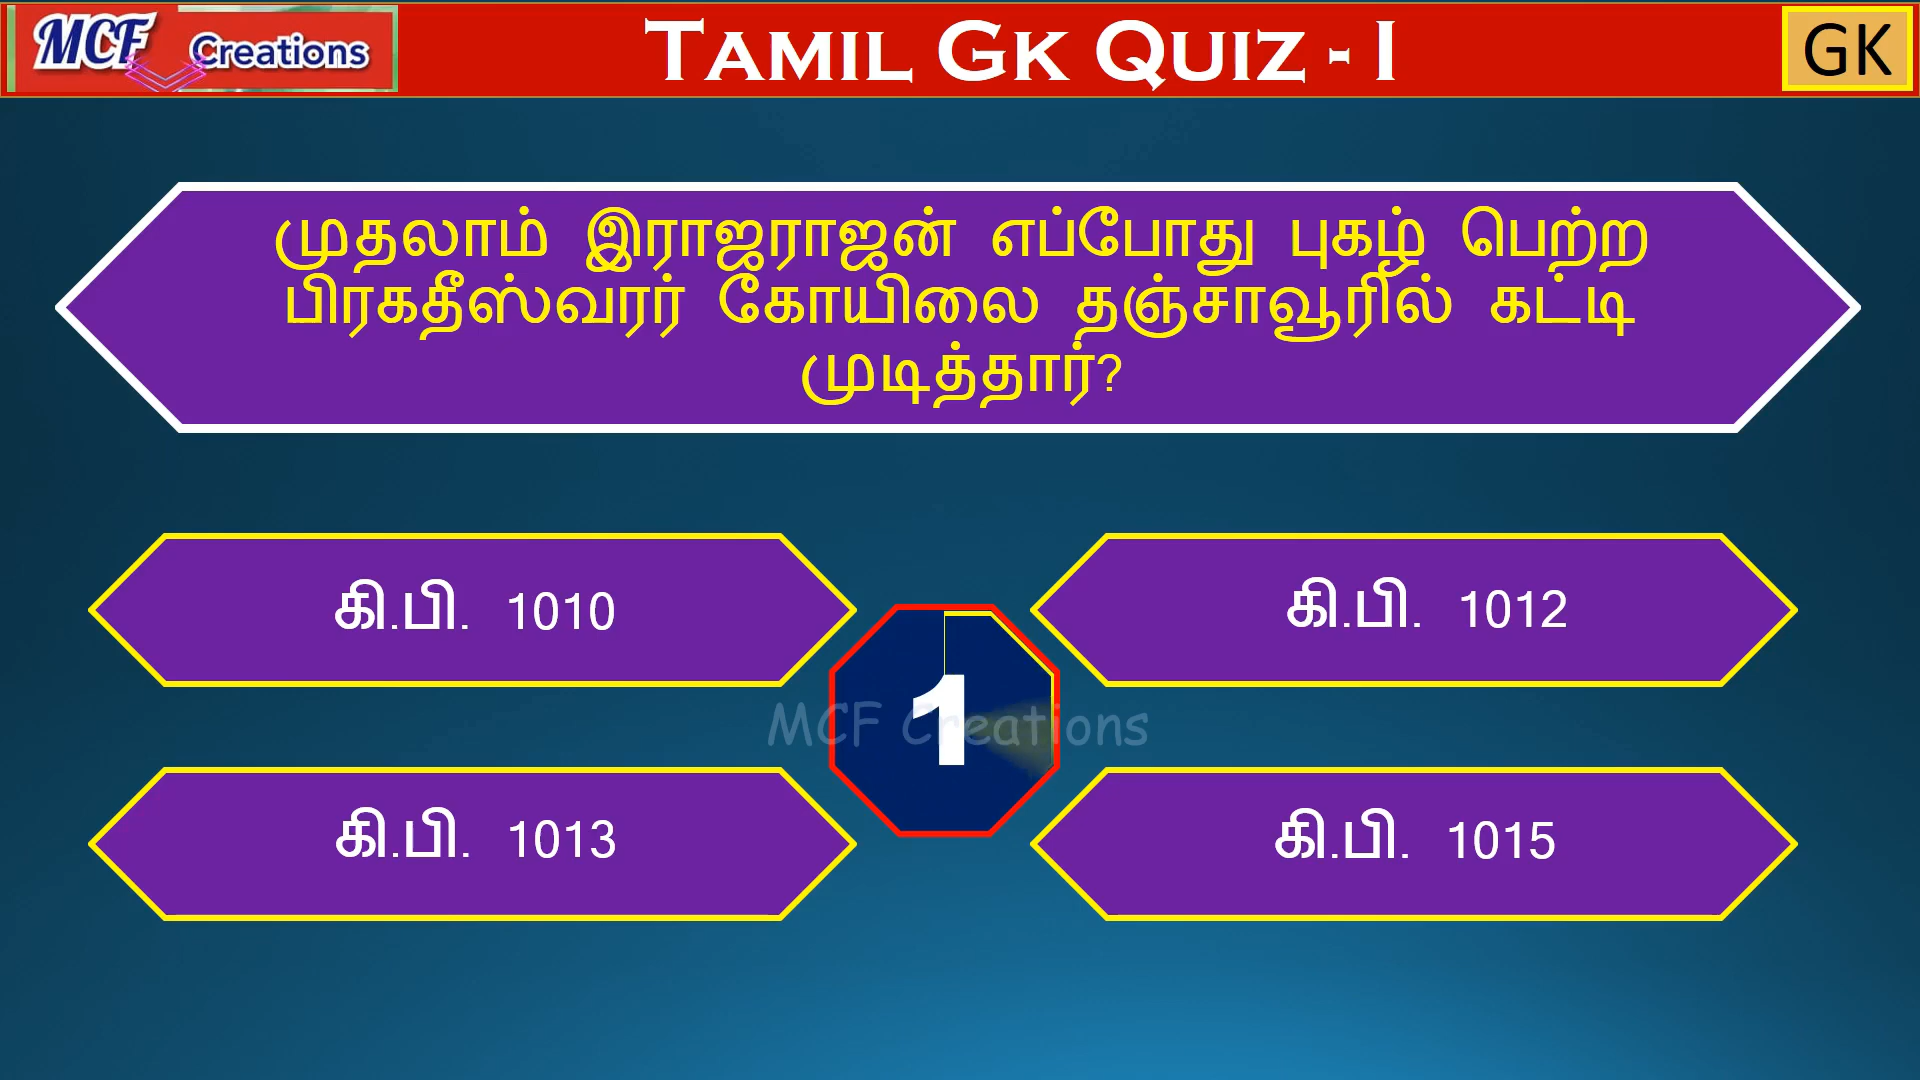 MCF Creations
TAMIL GK QUIZ - I
GK
முதலாம் இராஜராஜன் எப்போது புகழ் பெற்ற
பிரகதீஸ்வரர் கோயிலை தஞ்சாவூரில் கட்டி
முடித்தார்?
கி.பி. 1010
கி.பி. 1012
1
MCF Creations
கி.பி. 1013
கி.பி. 1015